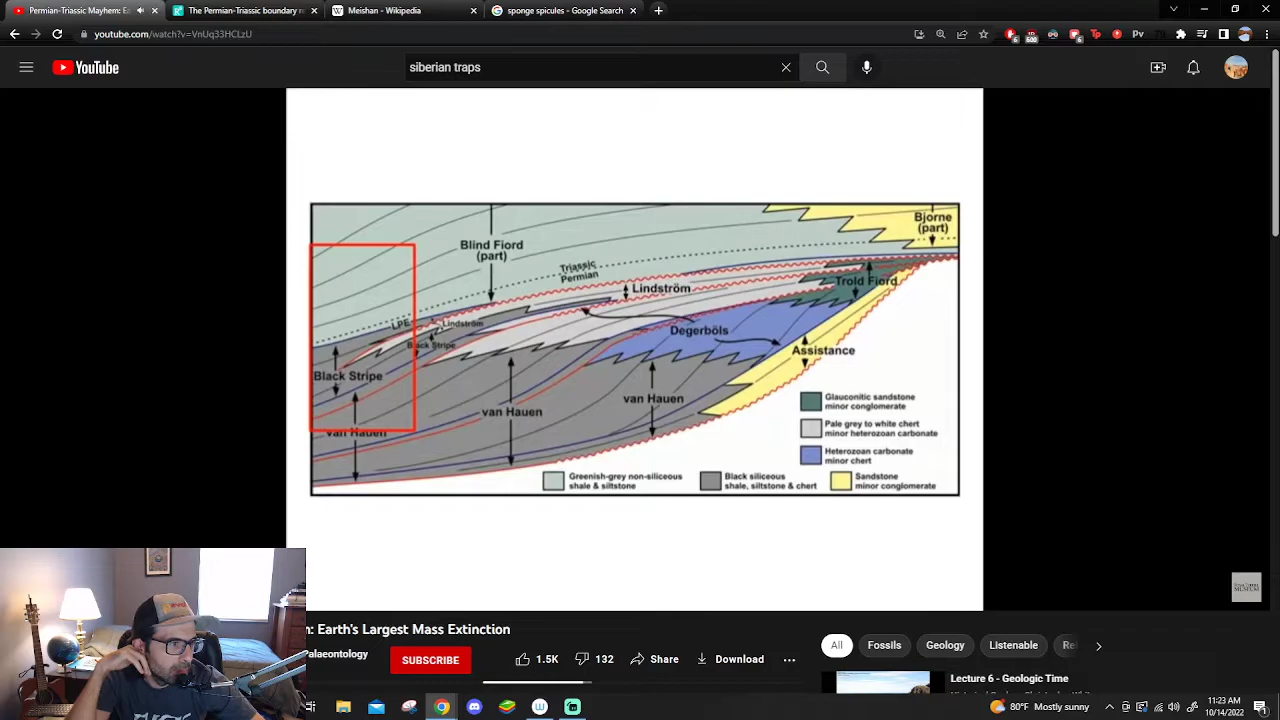 Permian-Triassic Mayhem: Ea
The Permian-Triassic boundary ro
Meishan - Wikipedia
sponge spicules - Google Search
youtube.com/watch?v=VnUq33HCLzU
YouTube
siberian traps
Bjorne
(part)
Blind Fiord
(part)
Triassic
Permian
Lindström
Trold Fiord
LPE
Lindström
Degerböls
Black Stripe
Assistance
Black Stripe
van Hauen
van Hauen
van Hauen
Glauconitic sandstone
minor conglomerate
Pale grey to white chert
minor heterozoan carbonate
Heterozoan carbonate
minor chert
Greenish-grey non-siliceous
shale & siltstone
Black siliceous
shale, siltstone & chert
Sandstone
minor conglomerate
n: Earth's Largest Mass Extinction
Palaeontology
SUBSCRIBE
1.5K
132
Share
Download
All
Fossils
Geology
Listenable
Re
Lecture 6 - Geologic Time
80°F Mostly sunny
11:23 AM
10/14/2022